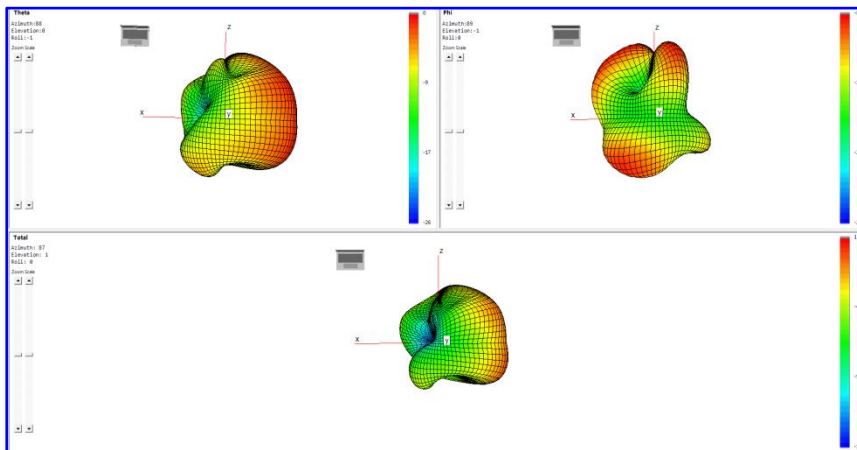 Theta
Azimuth:88
Elevation:0
Roll:-1
Zoom Scale
Z
X
Y
0
-9
-17
-26
Phi
Azimuth:89
Elevation:-1
Roll:0
Zoom Scale
Z
X
Y
Total
Azimuth: 87
Elevation: 1
Roll: 0
Zoom Scale
Z
X
Y